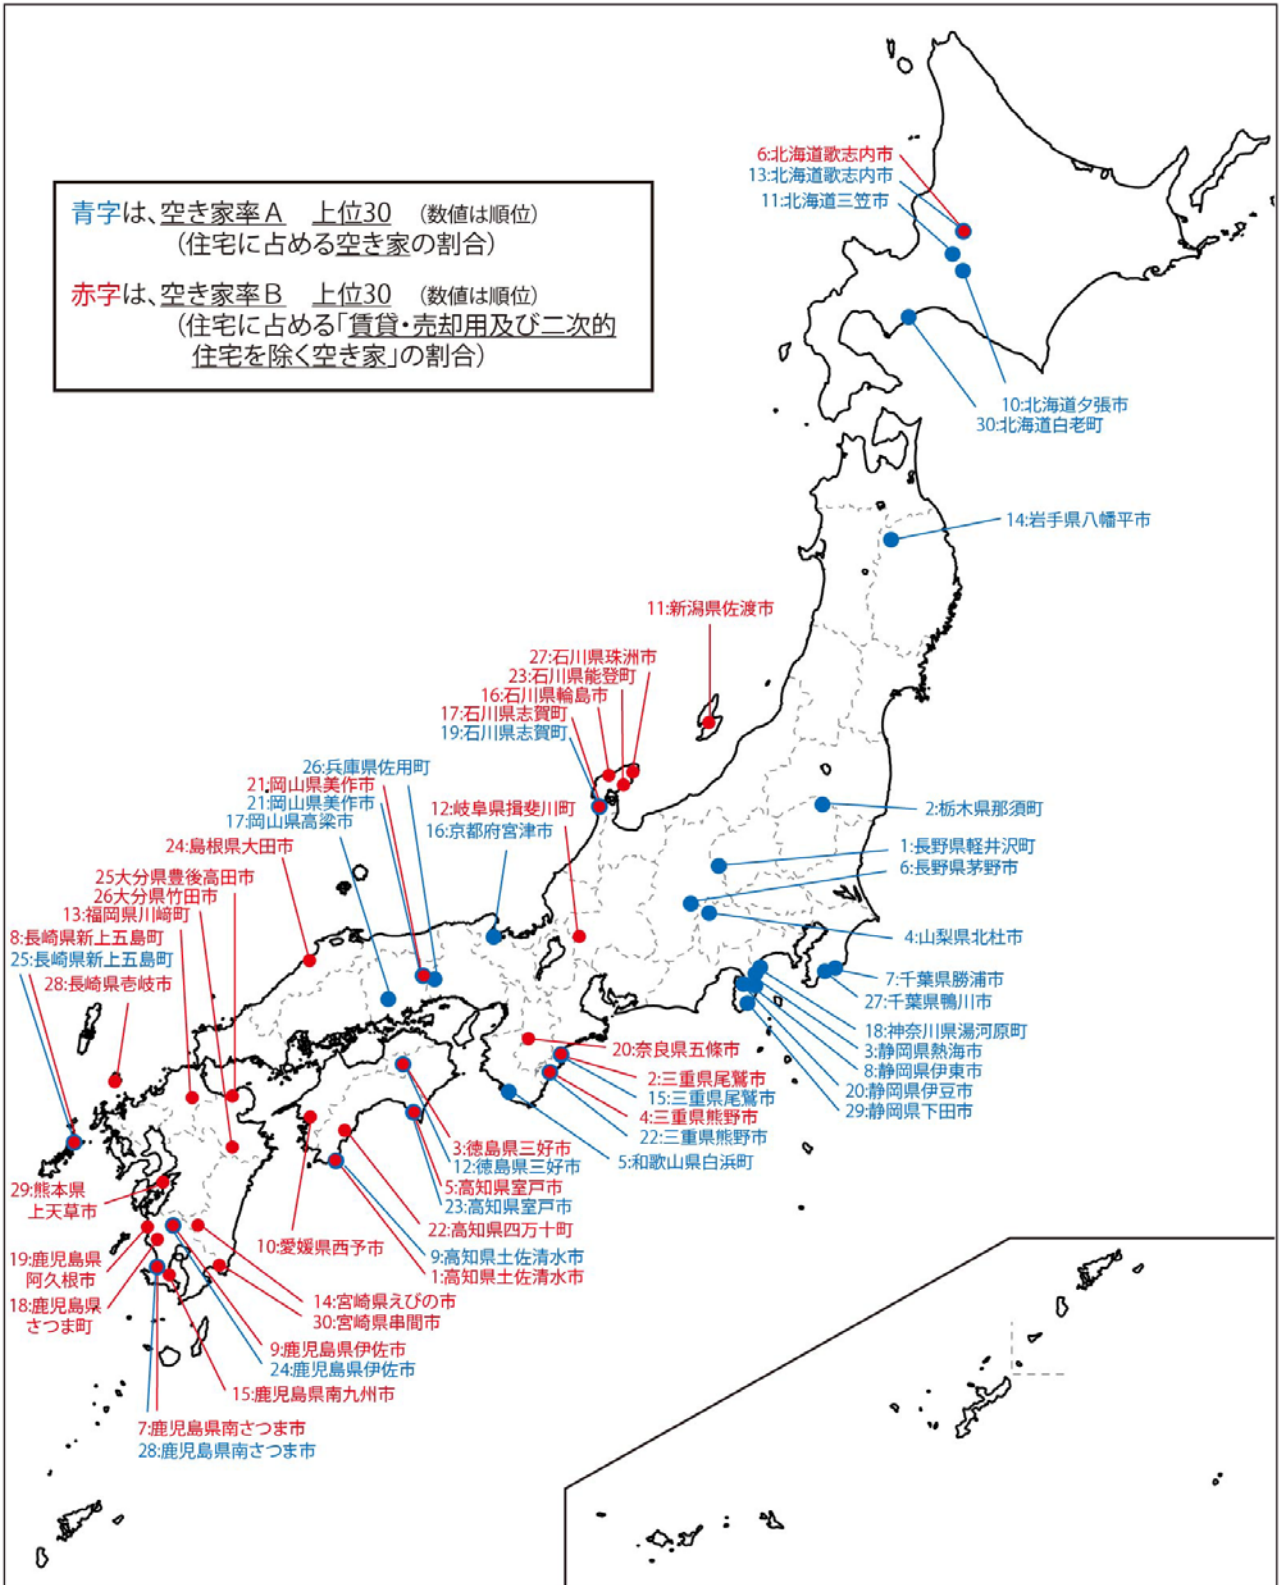 青字は、空き家率A 上位30 (数値は順位)
(住宅に占める空き家の割合)
赤字は、空き家率B 上位30 (数値は順位)
(住宅に占める「賃貸・売却用及び二次的
住宅を除く空き家」の割合)
6:北海道歌志内市
13:北海道歌志内市
11:北海道三笠市
10:北海道夕張市
30:北海道白老町
14:岩手県八幡平市
11:新潟県佐渡市
27:石川県珠洲市
23:石川県能登町
16:石川県輪島市
17:石川県志賀町
19:石川県志賀町
26:兵庫県佐用町
21:岡山県美作市
21:岡山県美作市
17:岡山県高梁市
12:岐阜県揖斐川町
16:京都府宮津市
24:島根県大田市
25大分県豊後高田市
26大分県竹田市
13:福岡県川﨑町
8:長崎県新上五島町
25:長崎県新上五島町
28:長崎県壱岐市
2:栃木県那須町
1:長野県軽井沢町
6:長野県茅野市
4:山梨県北杜市
7:千葉県勝浦市
27:千葉県鴨川市
18:神奈川県湯河原町
3:静岡県熱海市
8:静岡県伊東市
20:静岡県伊豆市
29:静岡県下田市
20:奈良県五條市
2:三重県尾鷲市
15:三重県尾鷲市
4:三重県熊野市
22:三重県熊野市
5:和歌山県白浜町
3:徳島県三好市
12:徳島県三好市
5:高知県室戸市
23:高知県室戸市
22:高知県四万十町
9:高知県土佐清水市
1:高知県土佐清水市
10:愛媛県西予市
29:熊本県
上天草市
19:鹿児島県
阿久根市
18:鹿児島県
さつま町
14:宮崎県えびの市
30:宮崎県串間市
9:鹿児島県伊佐市
24:鹿児島県伊佐市
15:鹿児島県南九州市
7:鹿児島県南さつま市
28:鹿児島県南さつま市